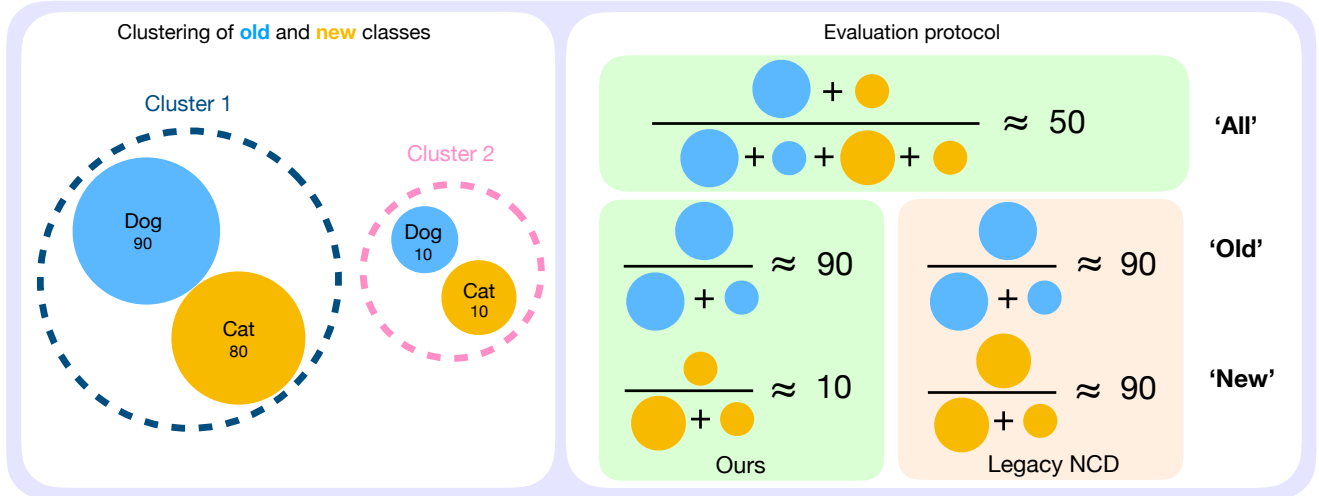 Clustering of old and new classes
Cluster 1
Dog
90
Cat
80
Cluster 2
Dog
10
Cat
10
Evaluation protocol
+
+ + +
≈ 50
‘All’
+
≈ 90
+
≈ 90
‘Old’
+
≈ 10
+
≈ 90
‘New’
Ours
Legacy NCD